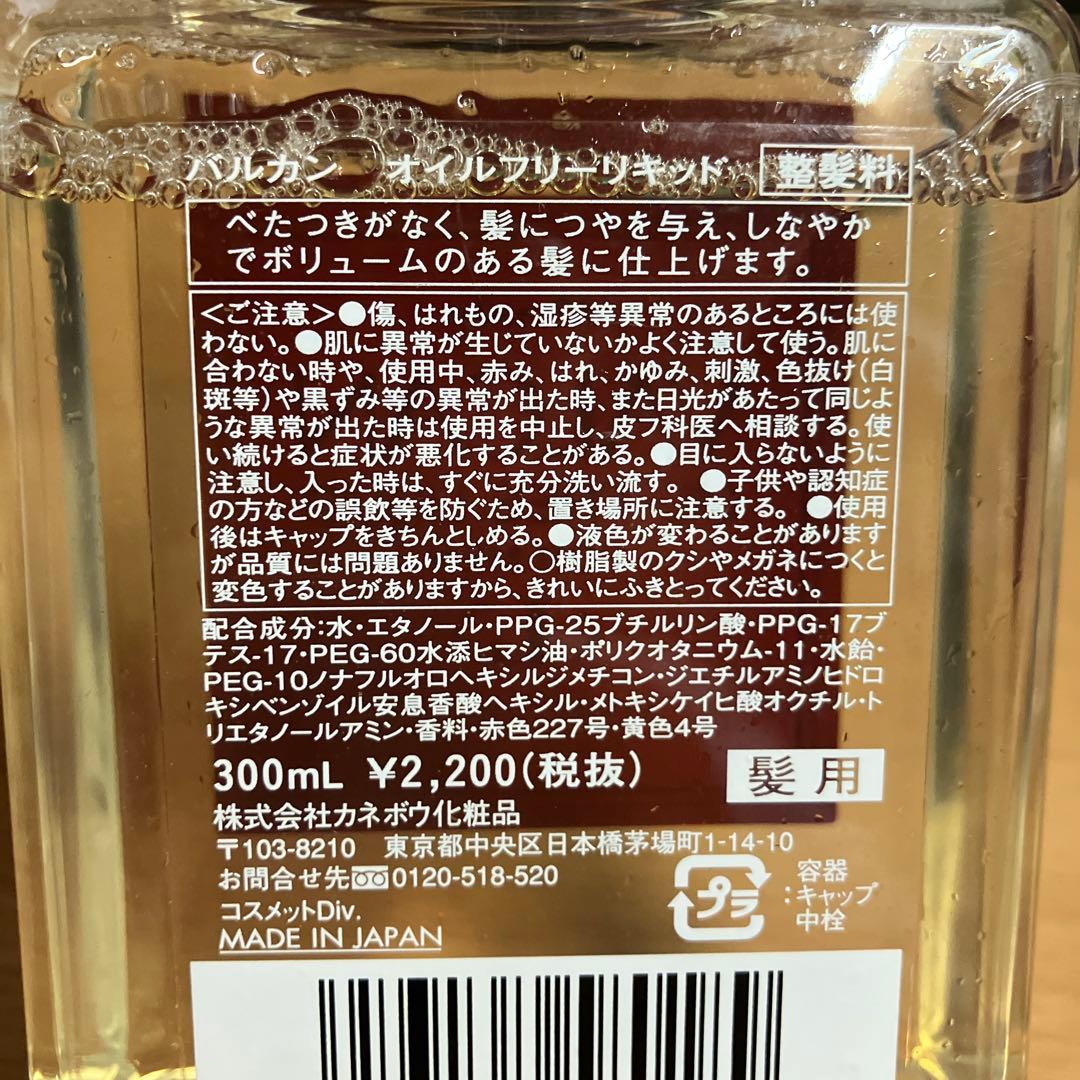 バルカン オイルフリーリキッド 整髪料
べたつきがなく、髪につやを与え、しなやか
でボリュームのある髪に仕上げます。
<ご注意>●傷、はれもの、湿疹等異常のあるところには使
わない。●肌に異常が生じていないかよく注意して使う。肌に
合わない時や、使用中、赤み、はれ、かゆみ、刺激、色抜け(白
斑等)や黒ずみ等の異常が出た時、また日光があたって同じよ
うな異常が出た時は使用を中止し、皮フ科医へ相談する。使
い続けると症状が悪化することがある。●目に入らないように
注意し、入った時は、すぐに充分洗い流す。 ●子供や認知症
の方などの誤飲等を防ぐため、置き場所に注意する。 ●使用
後はキャップをきちんとしめる。●液色が変わることがあります
が品質には問題ありません。○樹脂製のクシやメガネにつくと
変色することがありますから、きれいにふきとってください。
配合成分:水・エタノール・PPG-25ブチルリン酸・PPG-17ブ
テス-17・PEG-60水添ヒマシ油・ポリクオタニウム-11・水飴・
PEG-10ノナフルオロヘキシルジメチコン・ジエチルアミノヒドロ
キシベンゾイル安息香酸ヘキシル・メトキシケイヒ酸オクチル・ト
リエタノールアミン・香料・赤色227号・黄色4号
300mL ¥2,200(税抜) 髪用
株式会社カネボウ化粧品
〒103-8210 東京都中央区日本橋茅場町1-14-10
お問合せ先 0120-518-520
コスメットDiv.
MADE IN JAPAN
プラ
容器
:キャップ
中栓